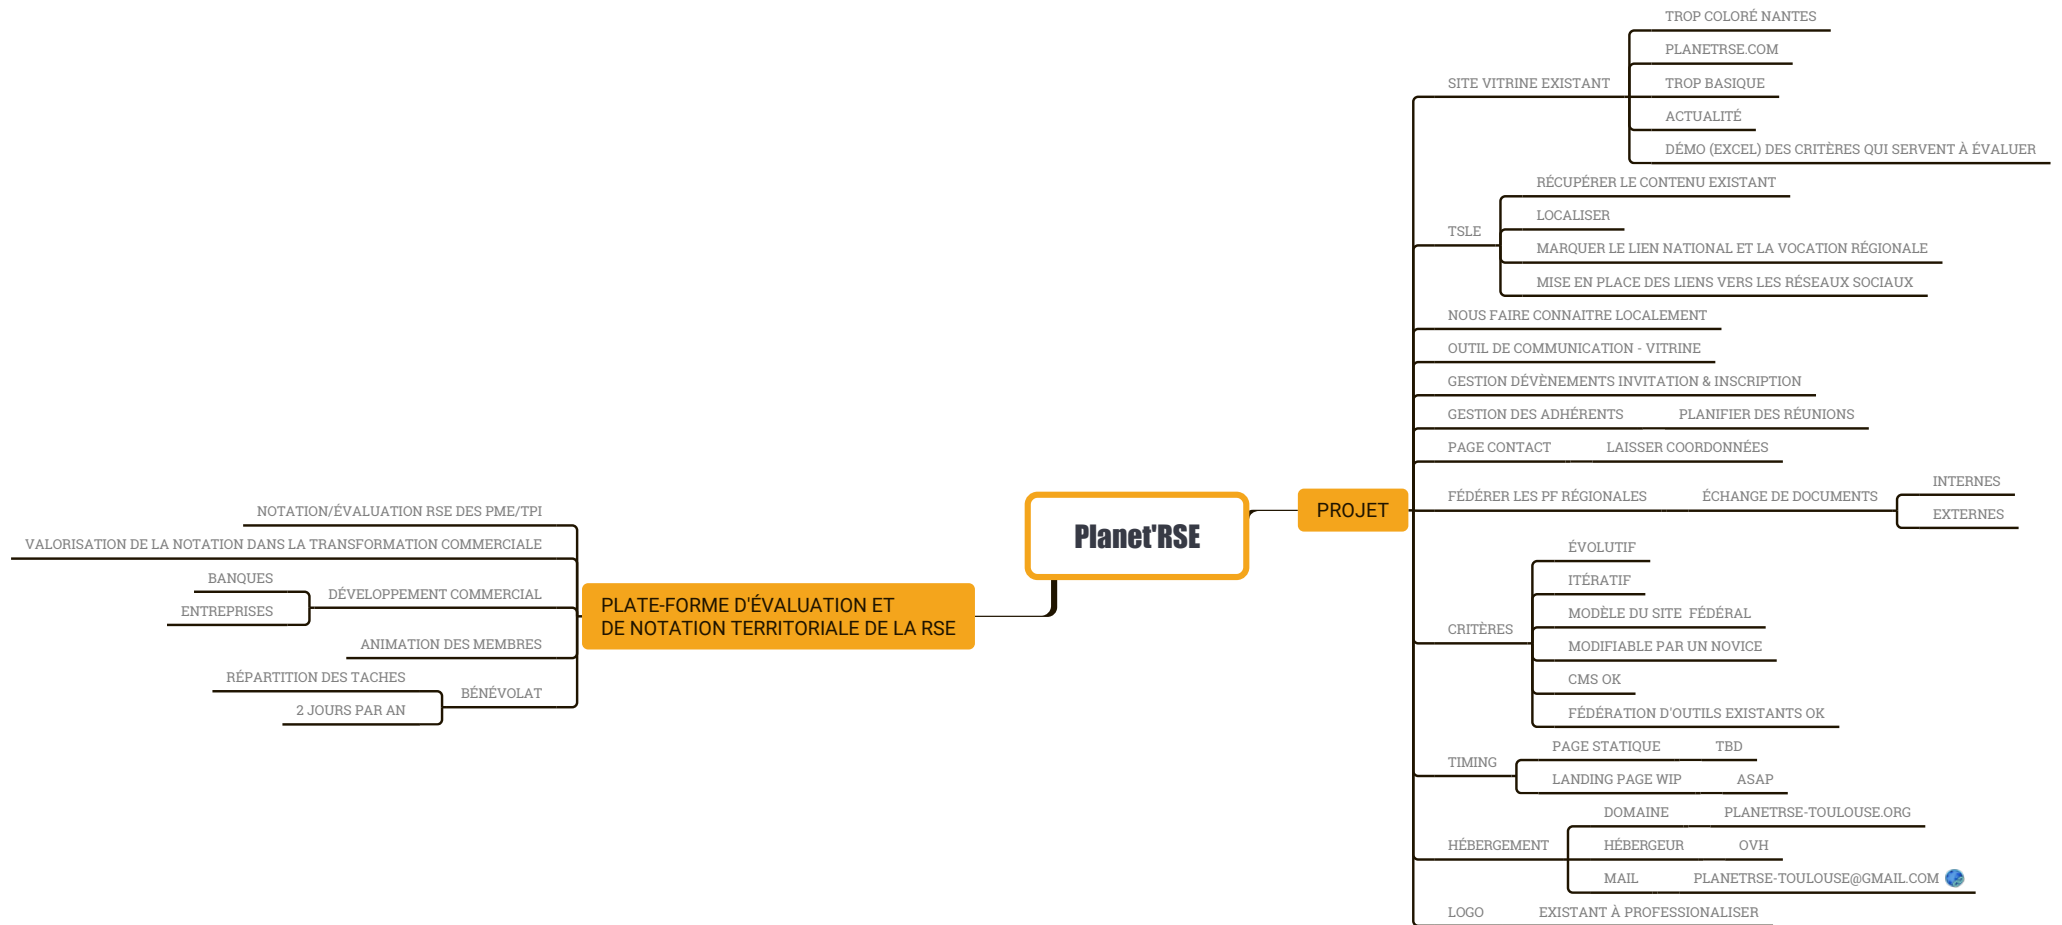 Planet'RSE
PROJET
SITE VITRINE EXISTANT
TROP COLORÉ NANTES
PLANETRSE.COM
TROP BASIQUE
ACTUALITÉ
DÉMO (EXCEL) DES CRITÈRES QUI SERVENT À ÉVALUER
TSLE
RÉCUPÉRER LE CONTENU EXISTANT
LOCALISER
MARQUER LE LIEN NATIONAL ET LA VOCATION RÉGIONALE
MISE EN PLACE DES LIENS VERS LES RÉSEAUX SOCIAUX
NOUS FAIRE CONNAITRE LOCALEMENT
OUTIL DE COMMUNICATION - VITRINE
GESTION DÉVÈNEMENTS INVITATION & INSCRIPTION
GESTION DES ADHÉRENTS
PLANIFIER DES RÉUNIONS
PAGE CONTACT
LAISSER COORDONNÉES
FÉDÉRER LES PF RÉGIONALES
ÉCHANGE DE DOCUMENTS
INTERNES
EXTERNES
CRITÈRES
ÉVOLUTIF
ITÉRATIF
MODÈLE DU SITE  FÉDÉRAL
MODIFIABLE PAR UN NOVICE
CMS OK
FÉDÉRATION D'OUTILS EXISTANTS OK
TIMING
PAGE STATIQUE
TBD
LANDING PAGE WIP
ASAP
HÉBERGEMENT
DOMAINE
PLANETRSE-TOULOUSE.ORG
HÉBERGEUR
OVH
MAIL
PLANETRSE-TOULOUSE@GMAIL.COM
LOGO
EXISTANT À PROFESSIONALISER
PLATE-FORME D'ÉVALUATION ET
DE NOTATION TERRITORIALE DE LA RSE
NOTATION/ÉVALUATION RSE DES PME/TPI
VALORISATION DE LA NOTATION DANS LA TRANSFORMATION COMMERCIALE
DÉVELOPPEMENT COMMERCIAL
BANQUES
ENTREPRISES
ANIMATION DES MEMBRES
BÉNÉVOLAT
RÉPARTITION DES TACHES
2 JOURS PAR AN